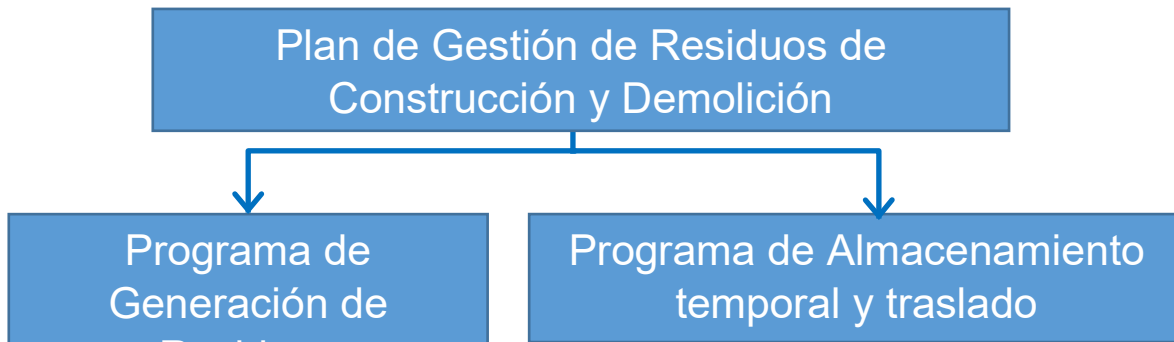 Plan de Gestión de Residuos de
Construcción y Demolición
Programa de
Generación de
Programa de Almacenamiento
temporal y traslado